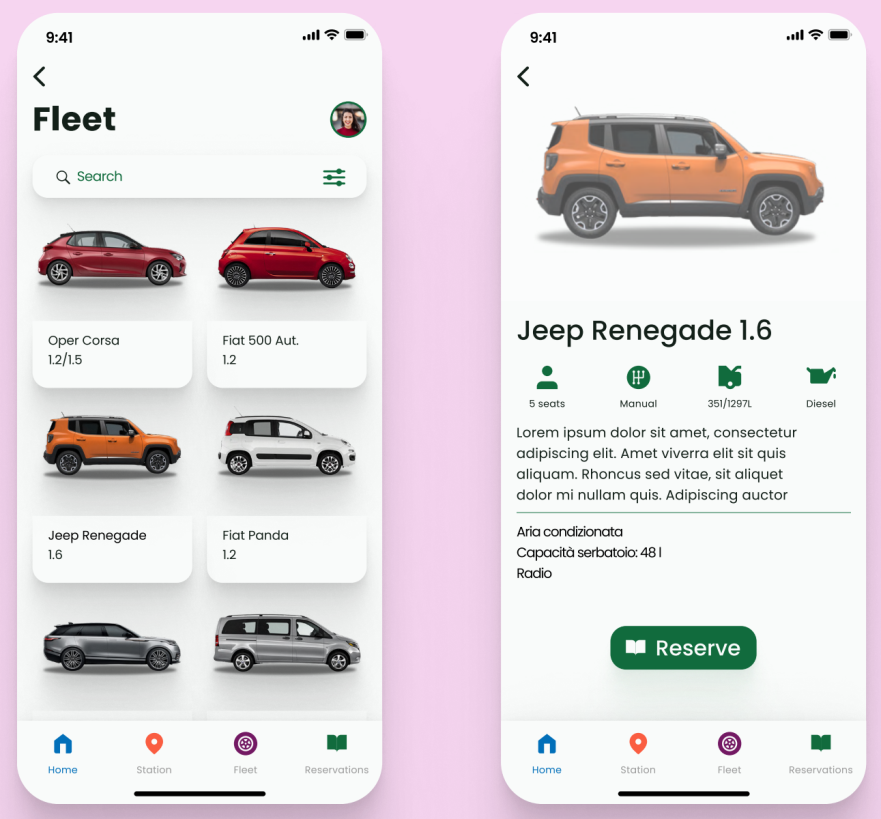 9:41
Fleet
Search
Oper Corsa
1.2/1.5
Fiat 500 Aut.
1.2
Jeep Renegade
1.6
Fiat Panda
1.2
Home
Station
Fleet
Reservations
9:41
Jeep Renegade 1.6
5 seats
Manual
351/1297L
Diesel
Lorem ipsum dolor sit amet, consectetur
adipiscing elit. Amet viverra elit sit quis
aliquam. Rhoncus sed vitae, sit aliquet
dolor mi nullam quis. Adipiscing auctor
Aria condizionata
Capacità serbatoio: 48 l
Radio
Reserve
Home
Station
Fleet
Reservations